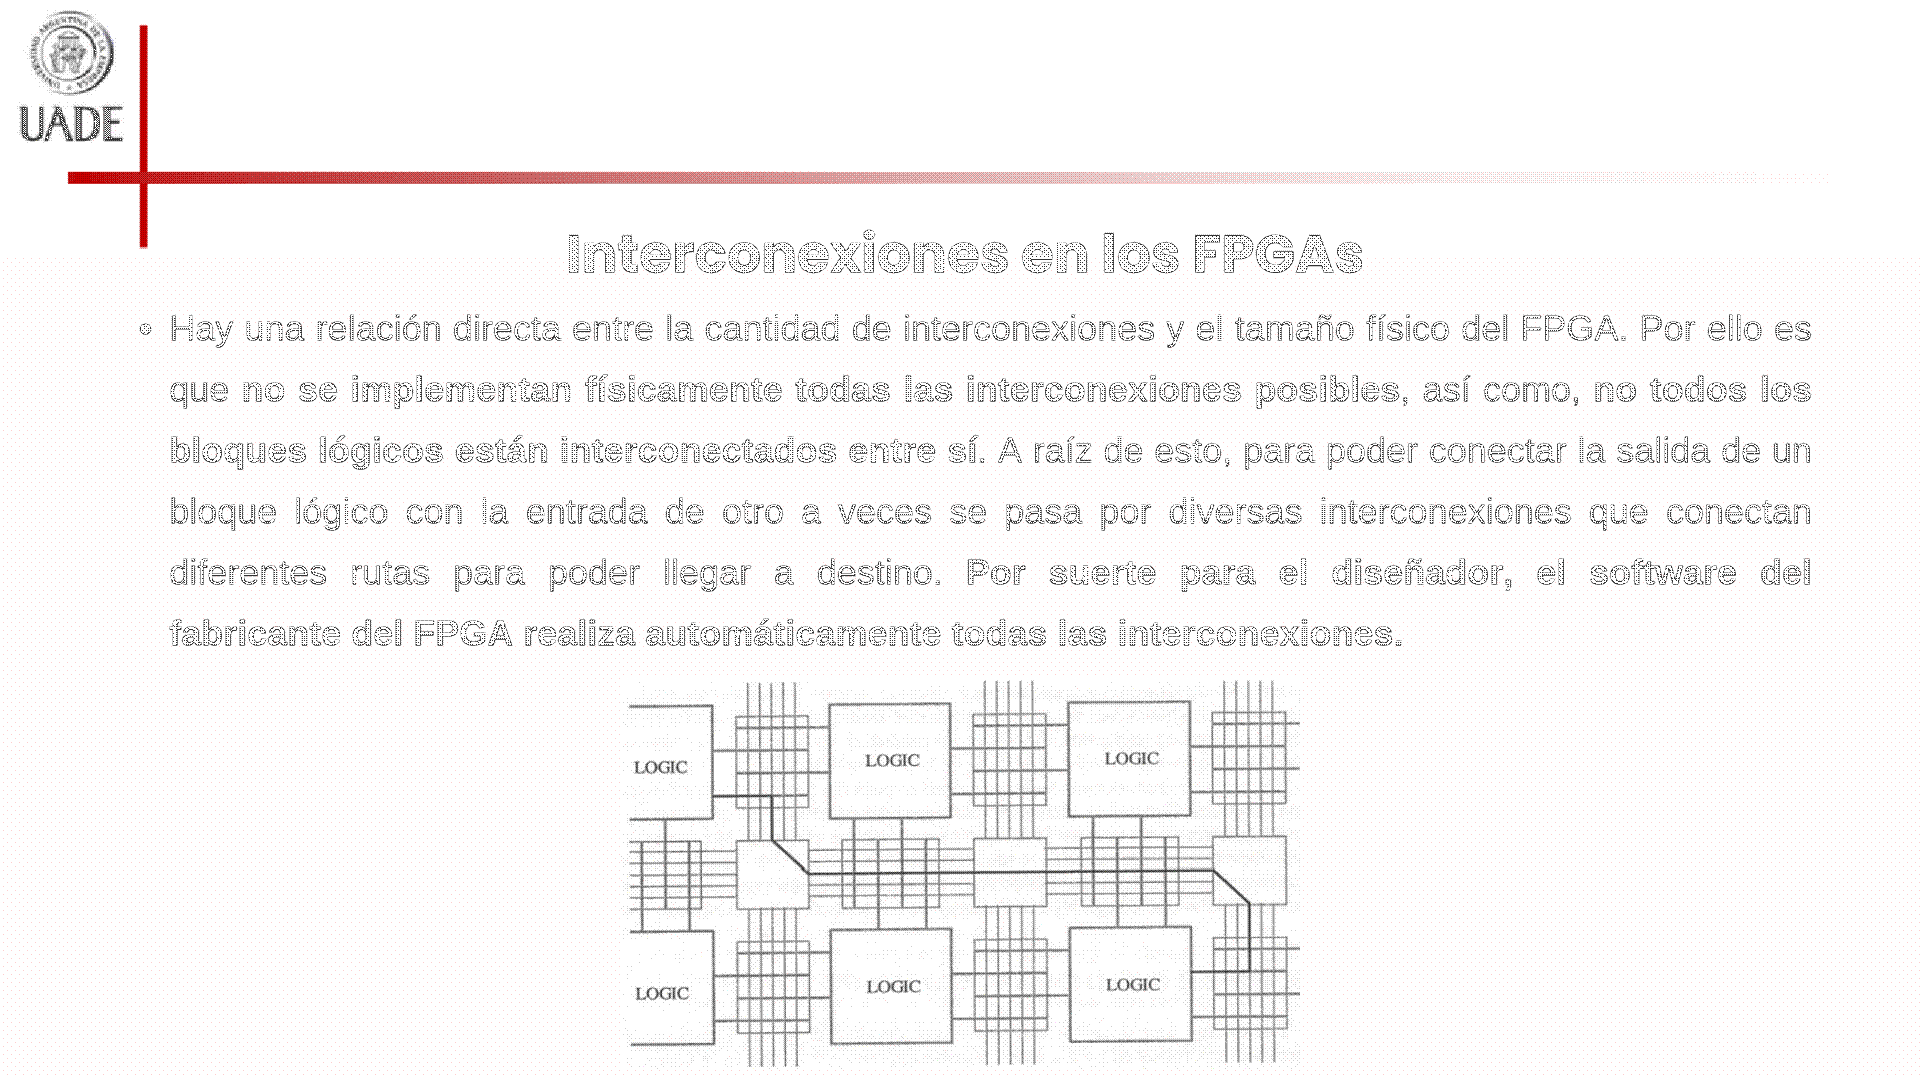 UNIVERSIDAD ARGENTINA DE LA EMPRESA
UADE
Interconexiones en los FPGAs
• Hay una relación directa entre la cantidad de interconexiones y el tamaño físico del FPGA. Por ello es
que no se implementan físicamente todas las interconexiones posibles, así como, no todos los
bloques lógicos están interconectados entre sí. A raíz de esto, para poder conectar la salida de un
bloque lógico con la entrada de otro a veces se pasa por diversas interconexiones que conectan
diferentes rutas para poder llegar a destino. Por suerte para el diseñador, el software del
fabricante del FPGA realiza automáticamente todas las interconexiones.
LOGIC LOGIC LOGIC
LOGIC LOGIC LOGIC